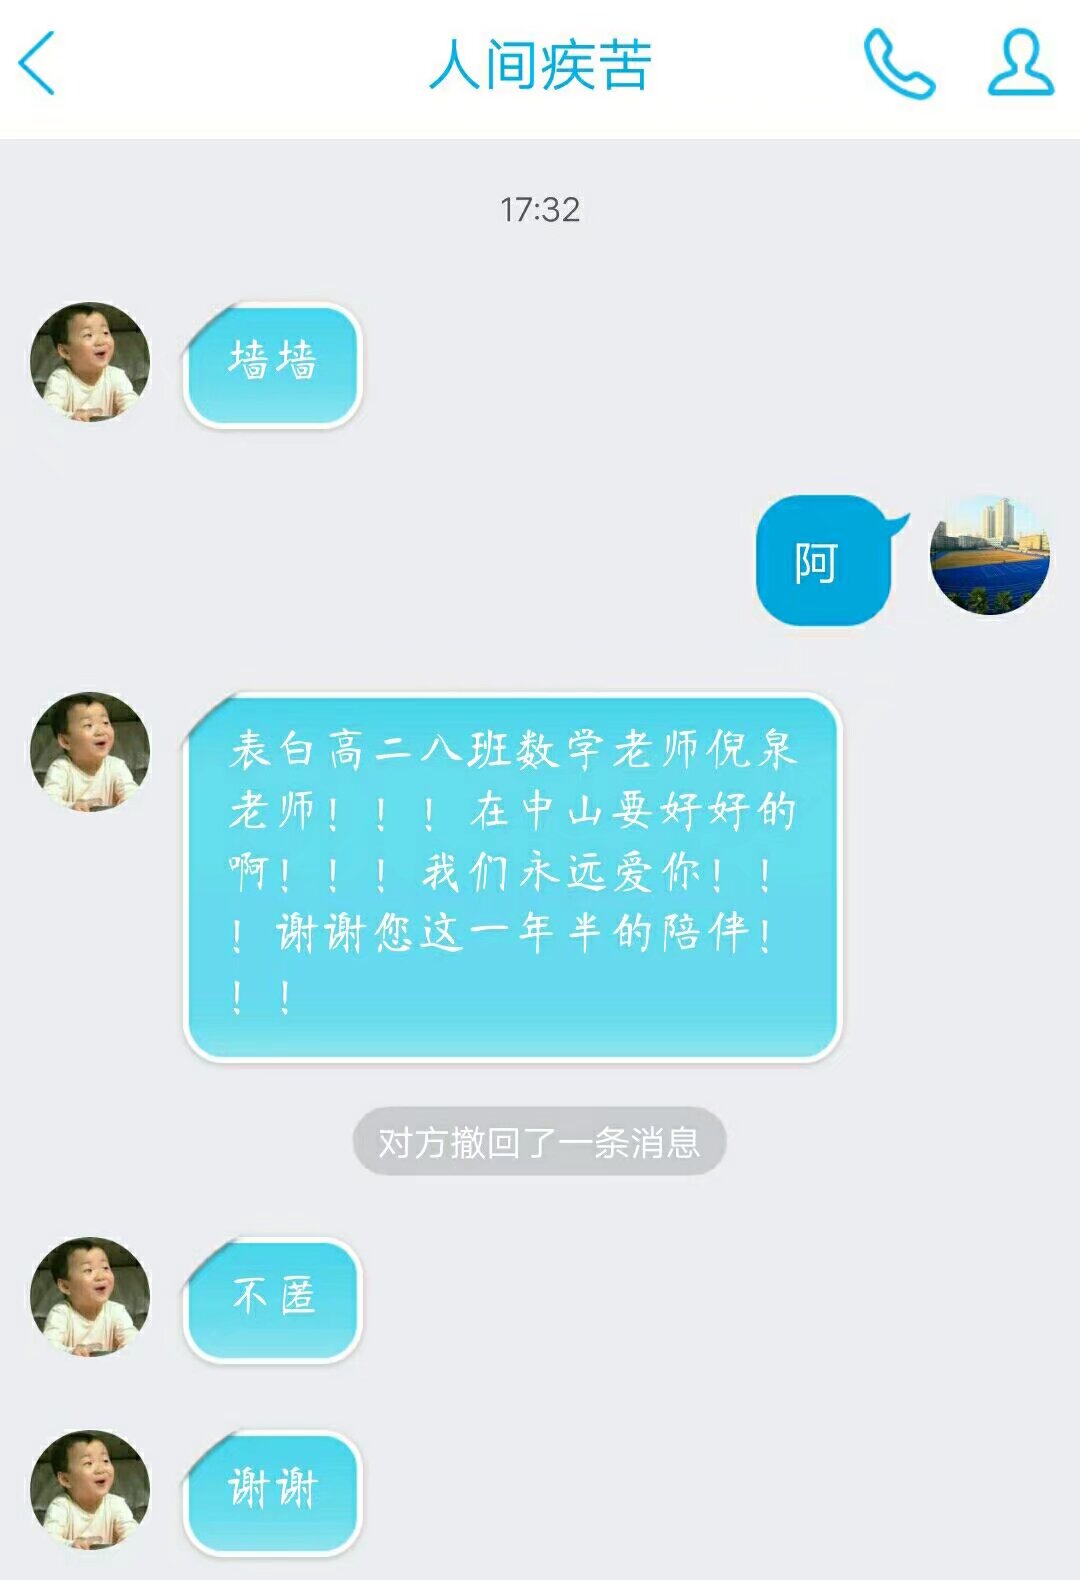 人间疾苦
17:32
墙墙
阿
表白高二八班数学老师倪泉
老师！！！在中山要好好的
啊！！！我们永远爱你！！
！谢谢您这一年半的陪伴！
！！
对方撤回了一条消息
不匿
谢谢